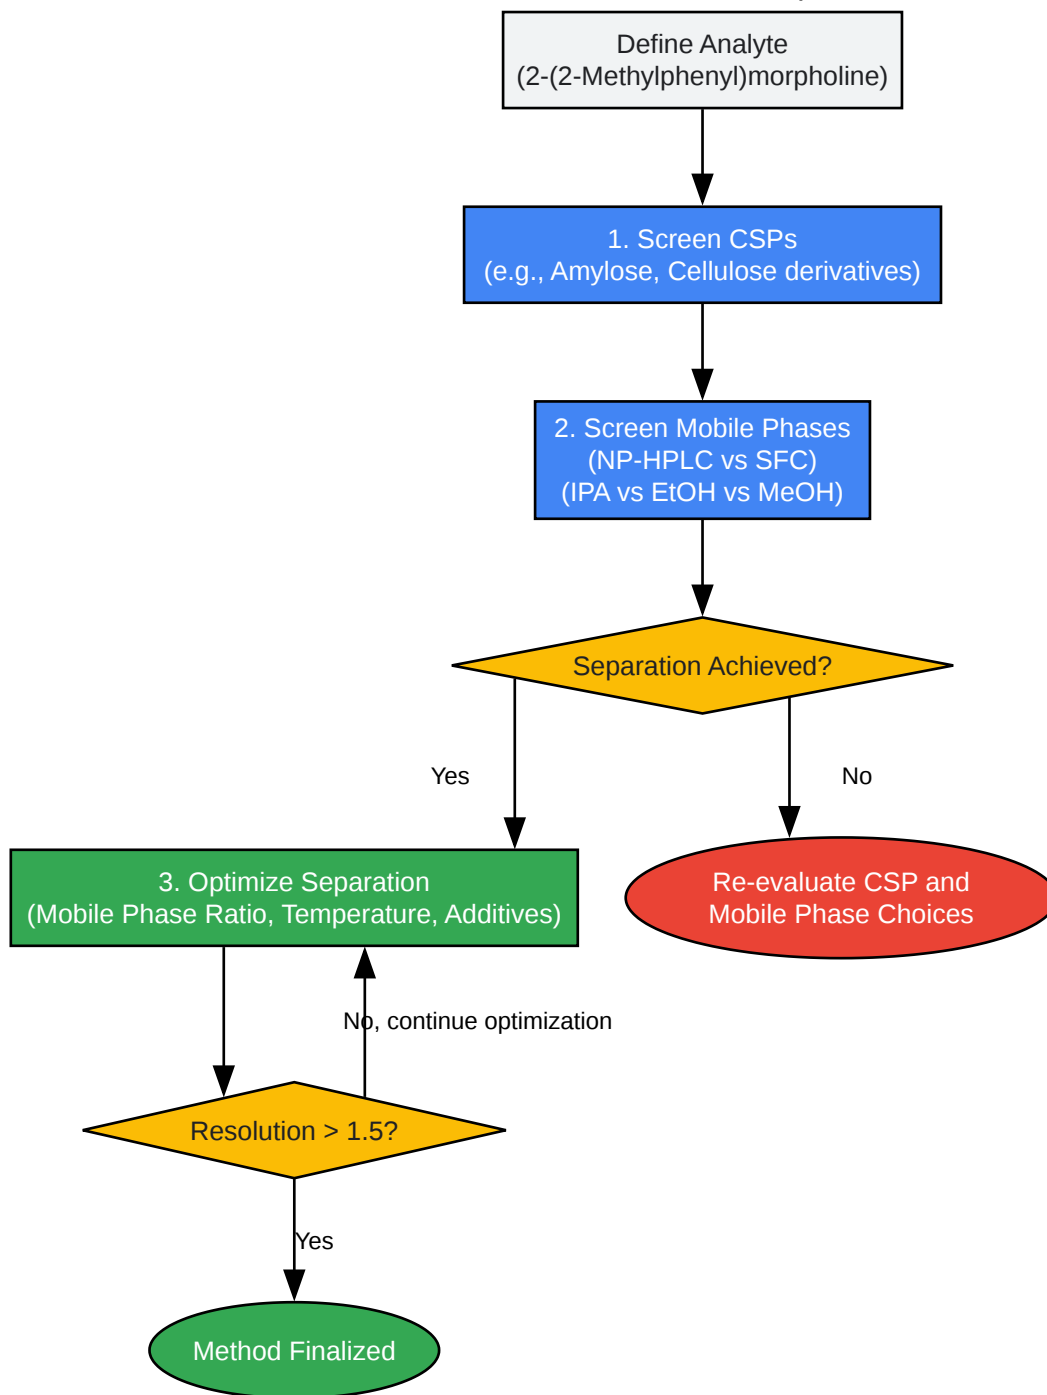 Define Analyte
(2-(2-Methylphenyl)morpholine)
1. Screen CSPs
(e.g., Amylose, Cellulose derivatives)
2. Screen Mobile Phases
(NP-HPLC vs SFC)
(IPA vs EtOH vs MeOH)
Separation Achieved?
Yes
No
3. Optimize Separation
(Mobile Phase Ratio, Temperature, Additives)
Re-evaluate CSP and
Mobile Phase Choices
No, continue optimization
Resolution > 1.5?
Yes
Method Finalized